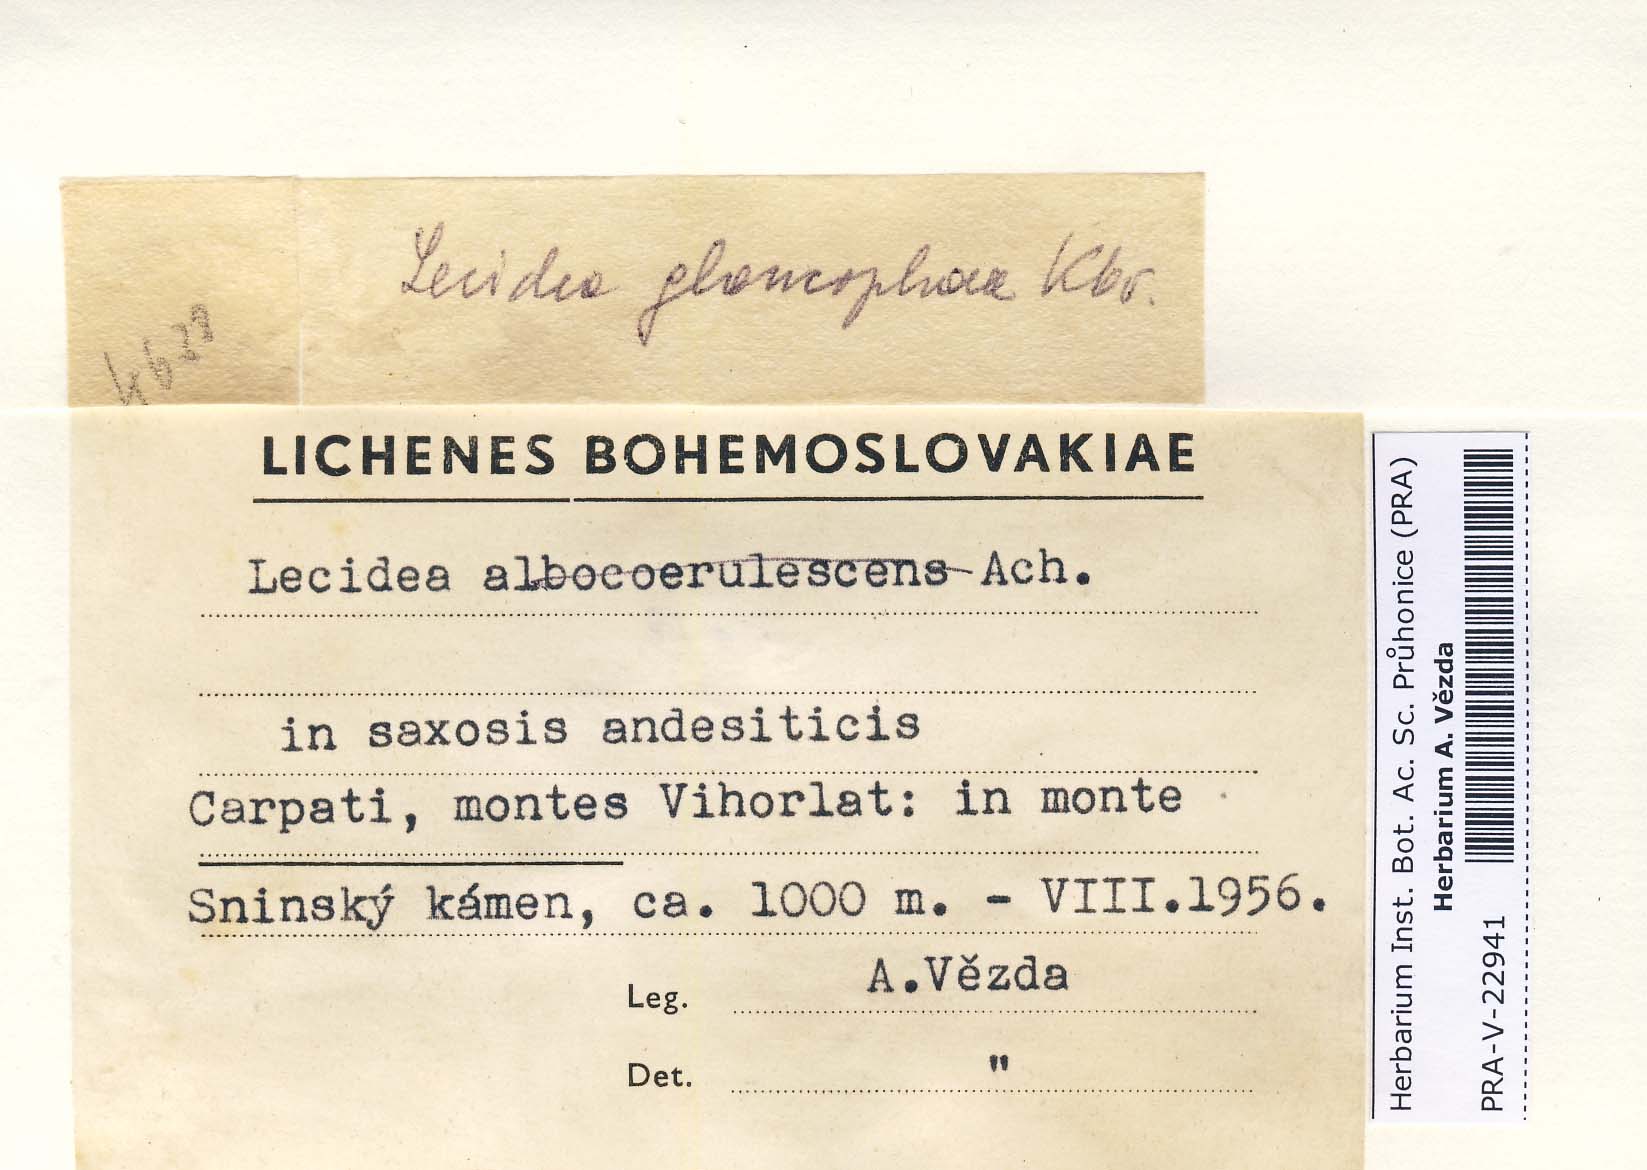 Lecidea glaucophaea Kbr.
LICHENES BOHEMOSLOVAKIAE
Lecidea albocoerulescens Ach.
in saxosis andesiticis
Carpati, montes Vihorlat: in monte
Sninský kámen, ca. 1000 m. - VIII.1956.
Leg. A.Vězda
Det. "
Herbarium Inst. Bot. Ac. Sc. Průhonice (PRA)
Herbarium A. Vězda
PRA-V-22941